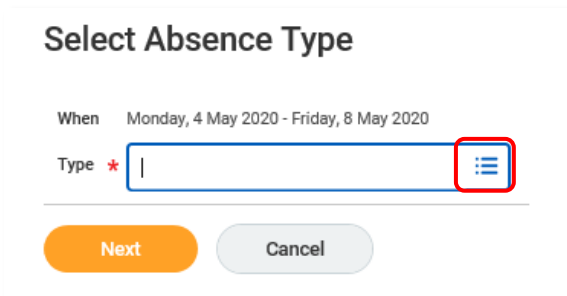 Select Absence Type
When Monday, 4 May 2020 - Friday, 8 May 2020
Type *
Next Cancel